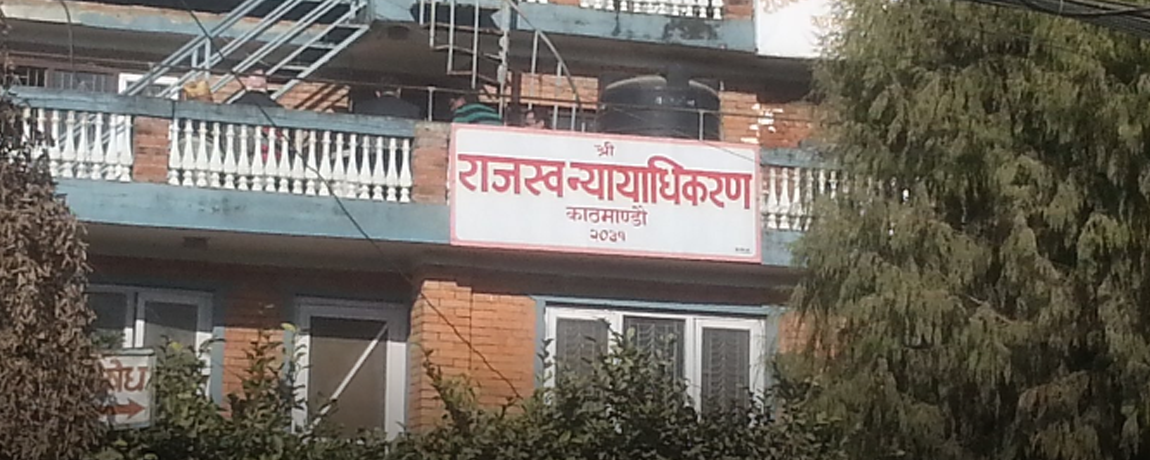 श्री
राजस्व न्यायाधिकरण
काठमाण्डौ
२०३१